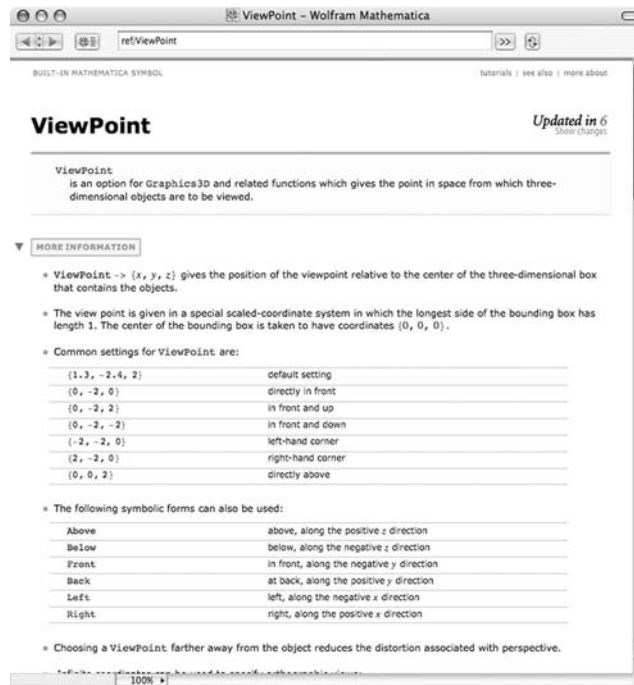 ViewPoint – Wolfram Mathematica
ref/ViewPoint
BUILT-IN MATHEMATICA SYMBOL tutorials | see also | more about
ViewPoint Updated in 6
Show changes
ViewPoint
is an option for Graphics3D and related functions which gives the point in space from which three-
dimensional objects are to be viewed.
MORE INFORMATION
ViewPoint -> {x, y, z} gives the position of the viewpoint relative to the center of the three-dimensional box
that contains the objects.
The view point is given in a special scaled-coordinate system in which the longest side of the bounding box has
length 1. The center of the bounding box is taken to have coordinates {0, 0, 0}.
Common settings for ViewPoint are:
{1.3, -2.4, 2} default setting
{0, -2, 0} directly in front
{0, -2, 2} in front and up
{0, -2, -2} in front and down
{-2, -2, 0} left-hand corner
{2, -2, 0} right-hand corner
{0, 0, 2} directly above
The following symbolic forms can also be used:
Above above, along the positive z direction
Below below, along the negative z direction
Front in front, along the negative y direction
Back at back, along the positive y direction
Left left, along the negative x direction
Right right, along the positive x direction
Choosing a ViewPoint farther away from the object reduces the distortion associated with perspective.
100%